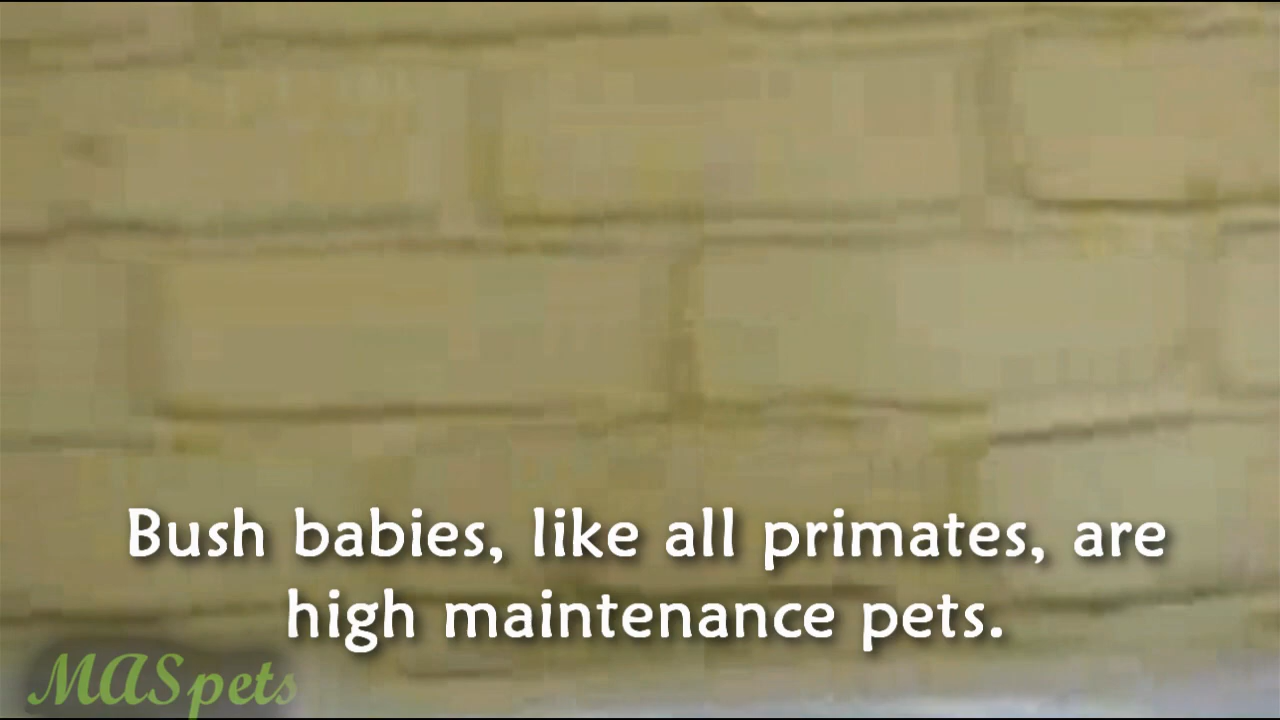 Bush babies, like all primates, are
high maintenance pets.
MASpets